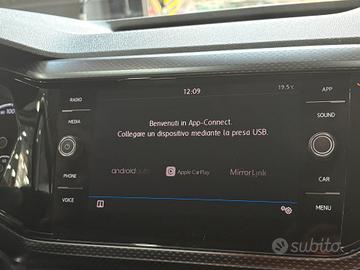 12:09
19.5°C
RADIO
MEDIA
PHONE
VOICE
Benvenuti in App-Connect.
Collegare un dispositivo mediante la presa USB.
androidauto
Apple CarPlay
MirrorLink
APP
SOUND
CAR
MENU
100
subito